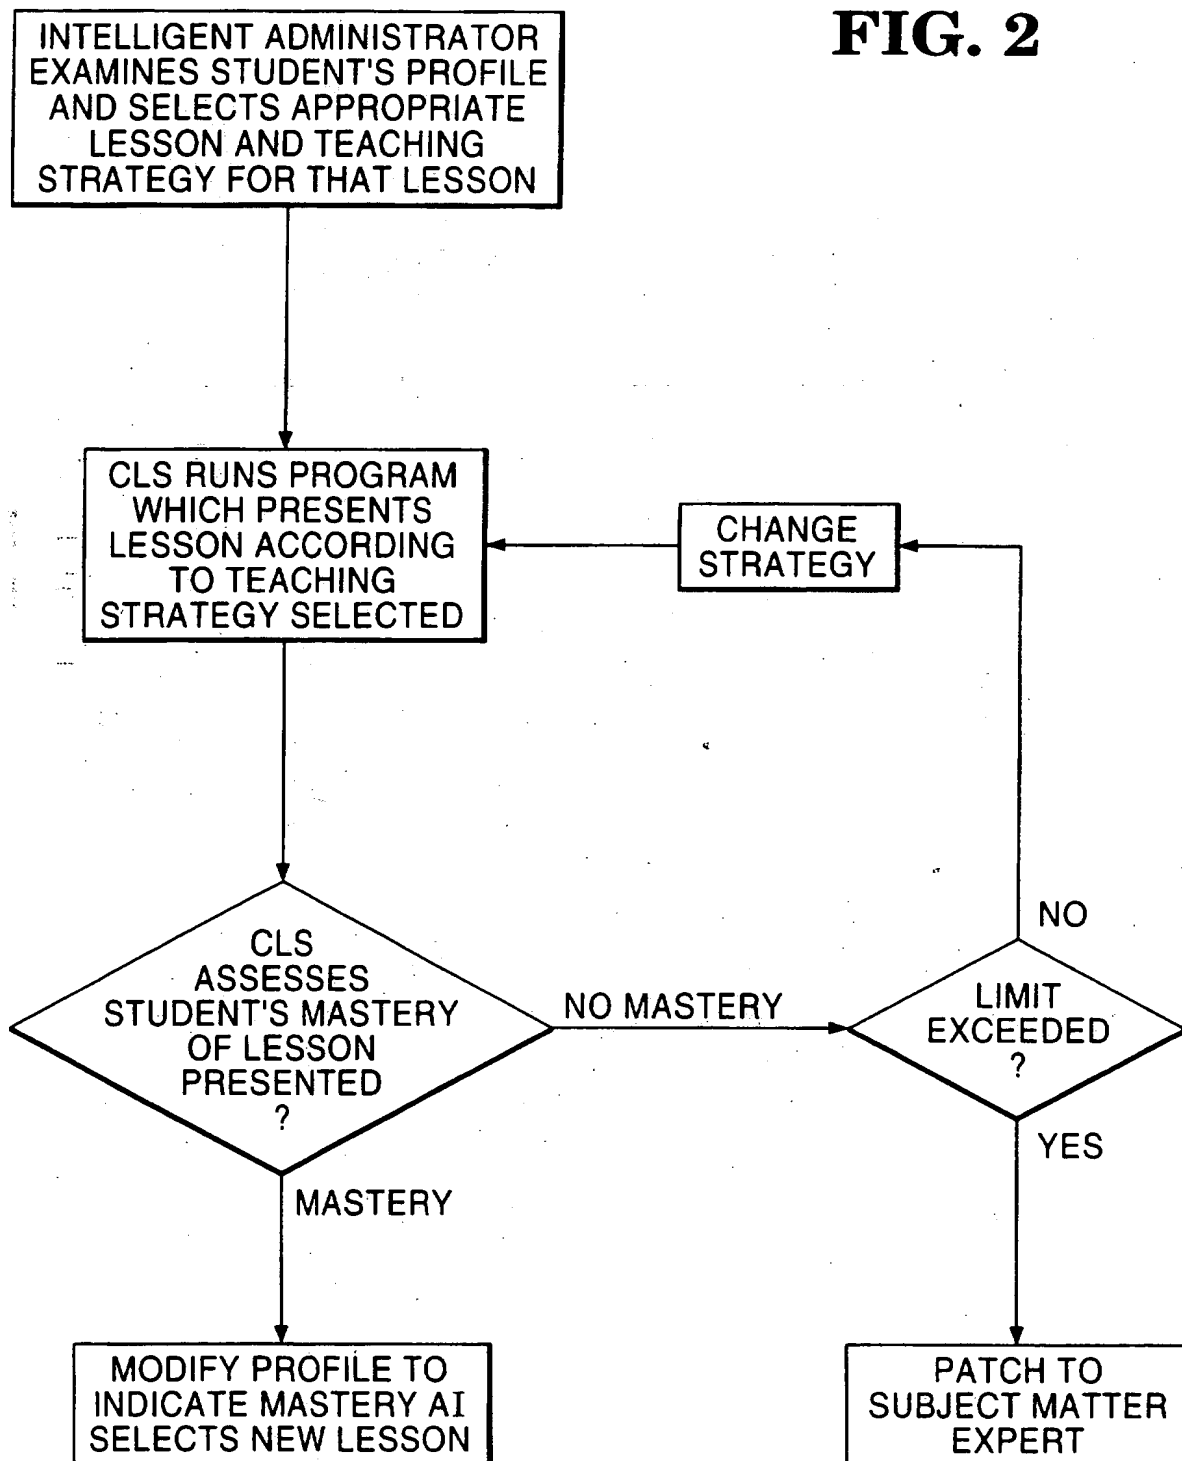 FIG. 2
INTELLIGENT ADMINISTRATOR
EXAMINES STUDENT'S PROFILE
AND SELECTS APPROPRIATE
LESSON AND TEACHING
STRATEGY FOR THAT LESSON
CLS RUNS PROGRAM
WHICH PRESENTS
LESSON ACCORDING
TO TEACHING
STRATEGY SELECTED
CHANGE
STRATEGY
CLS
ASSESSES
STUDENT'S MASTERY
OF LESSON
PRESENTED
?
NO MASTERY
LIMIT
EXCEEDED
?
NO
YES
MASTERY
MODIFY PROFILE TO
INDICATE MASTERY AI
SELECTS NEW LESSON
PATCH TO
SUBJECT MATTER
EXPERT